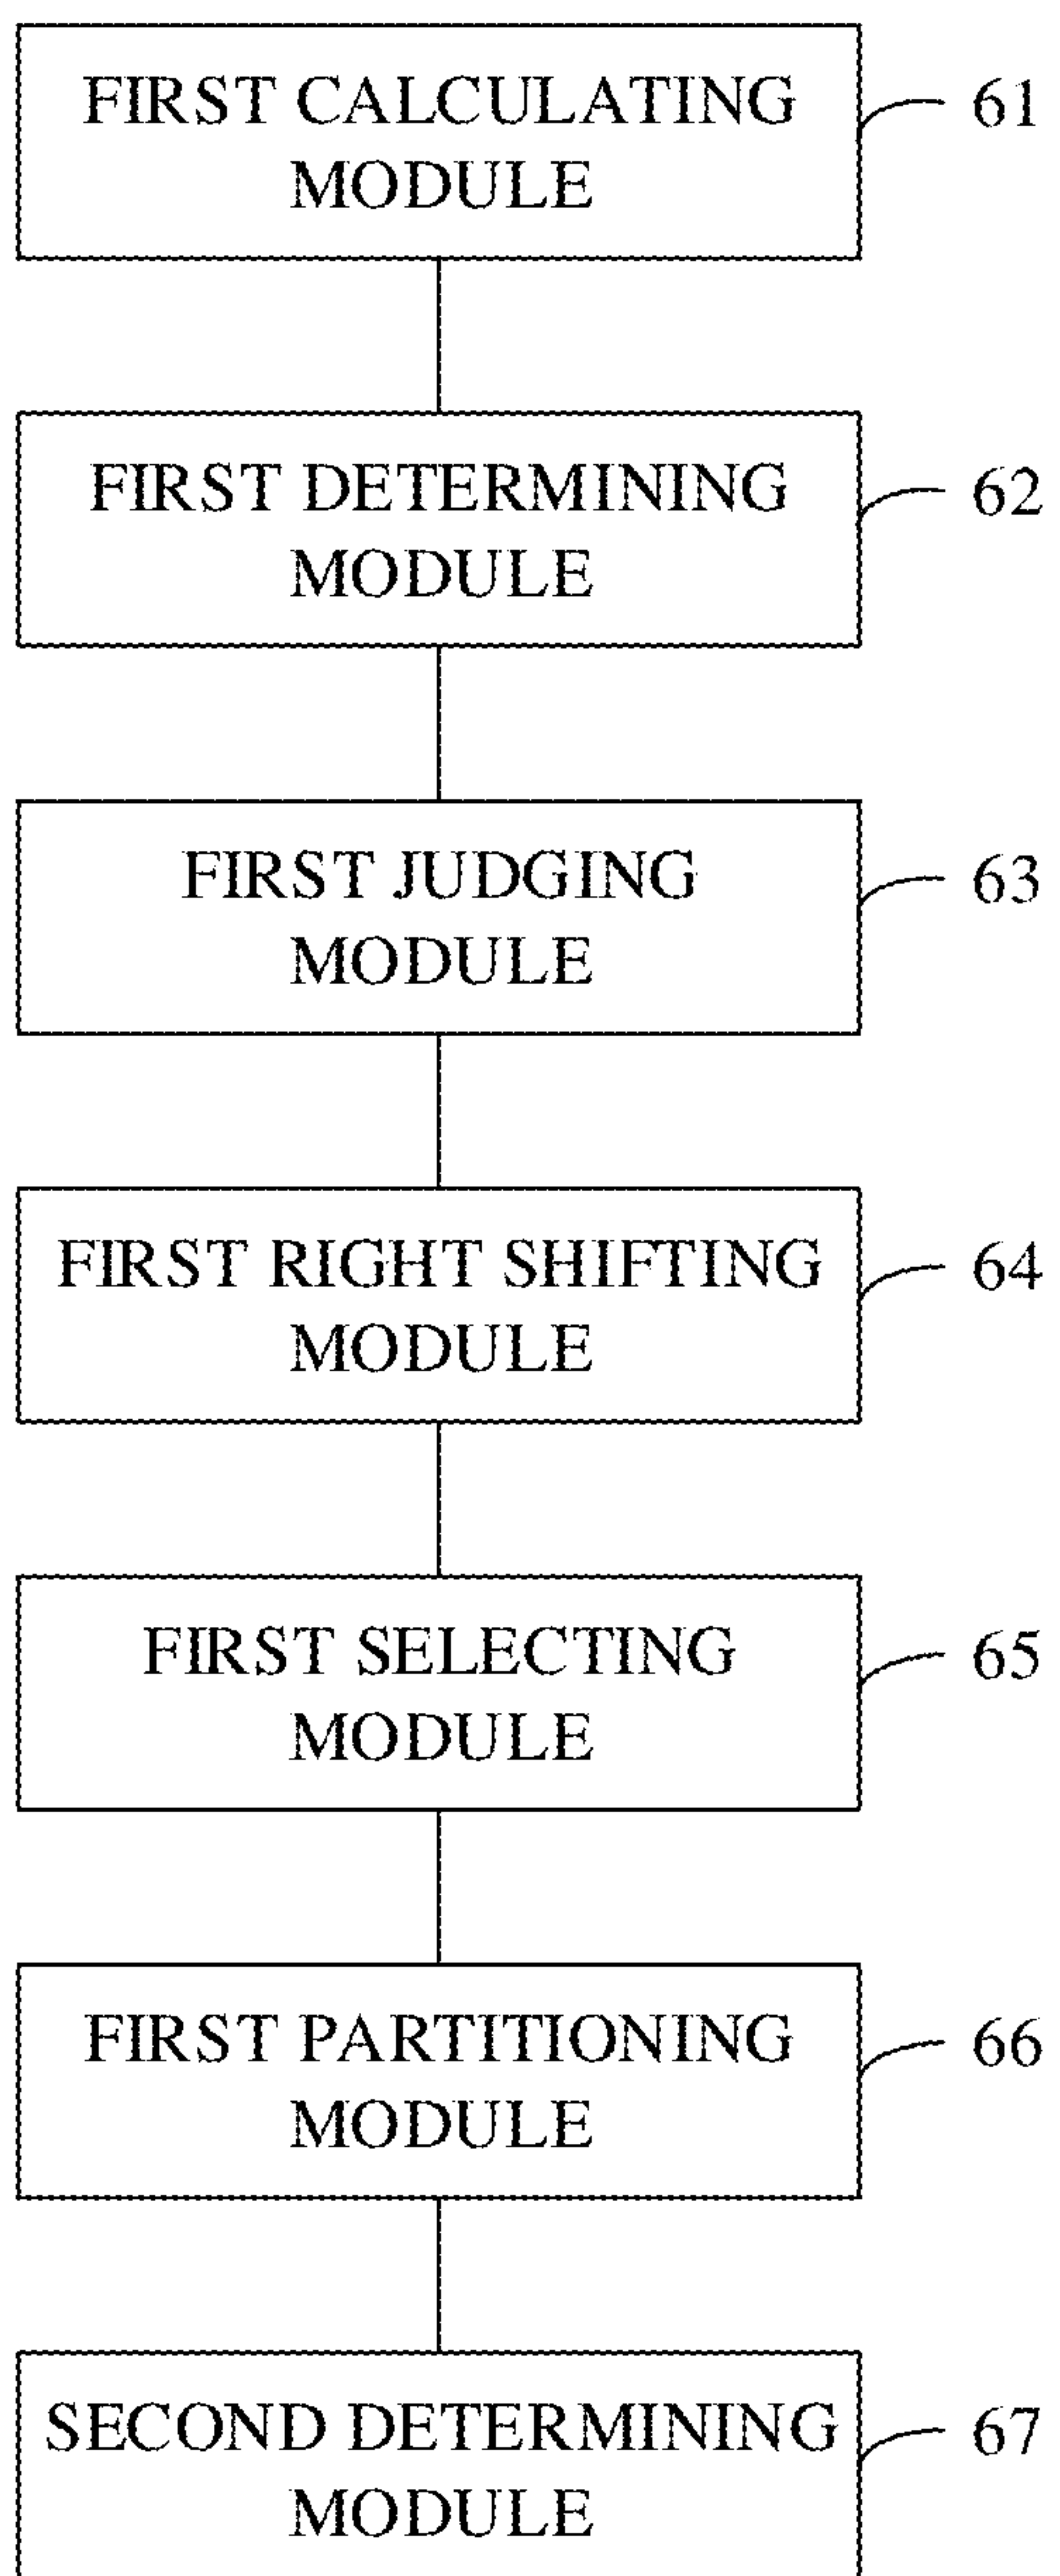 FIRST CALCULATING
MODULE
61
FIRST DETERMINING
MODULE
62
FIRST JUDGING
MODULE
63
FIRST RIGHT SHIFTING
MODULE
64
FIRST SELECTING
MODULE
65
FIRST PARTITIONING
MODULE
66
SECOND DETERMINING
MODULE
67